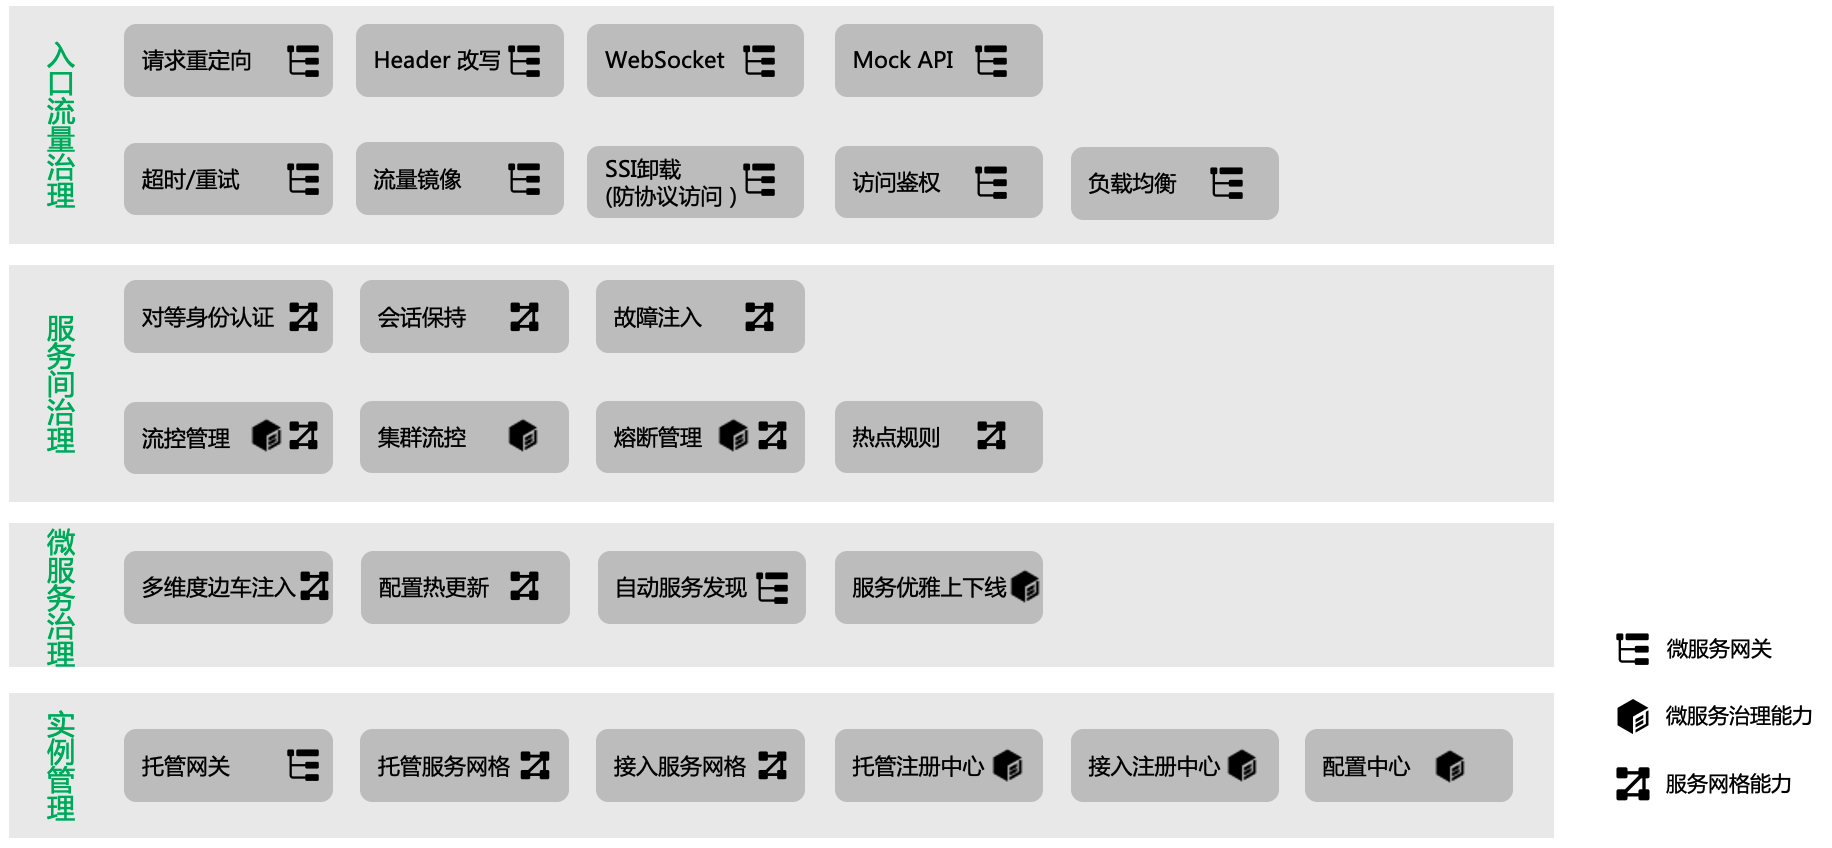 入口流量治理
请求重定向
Header 改写
WebSocket
Mock API
超时/重试
流量镜像
SSI卸载
(防协议访问 )
访问鉴权
负载均衡
服务间治理
对等身份认证
会话保持
故障注入
流控管理
集群流控
熔断管理
热点规则
微服务治理
多维度边车注入
配置热更新
自动服务发现
服务优雅上下线
实例管理
托管网关
托管服务网格
接入服务网格
托管注册中心
接入注册中心
配置中心
微服务网关
微服务治理能力
服务网格能力